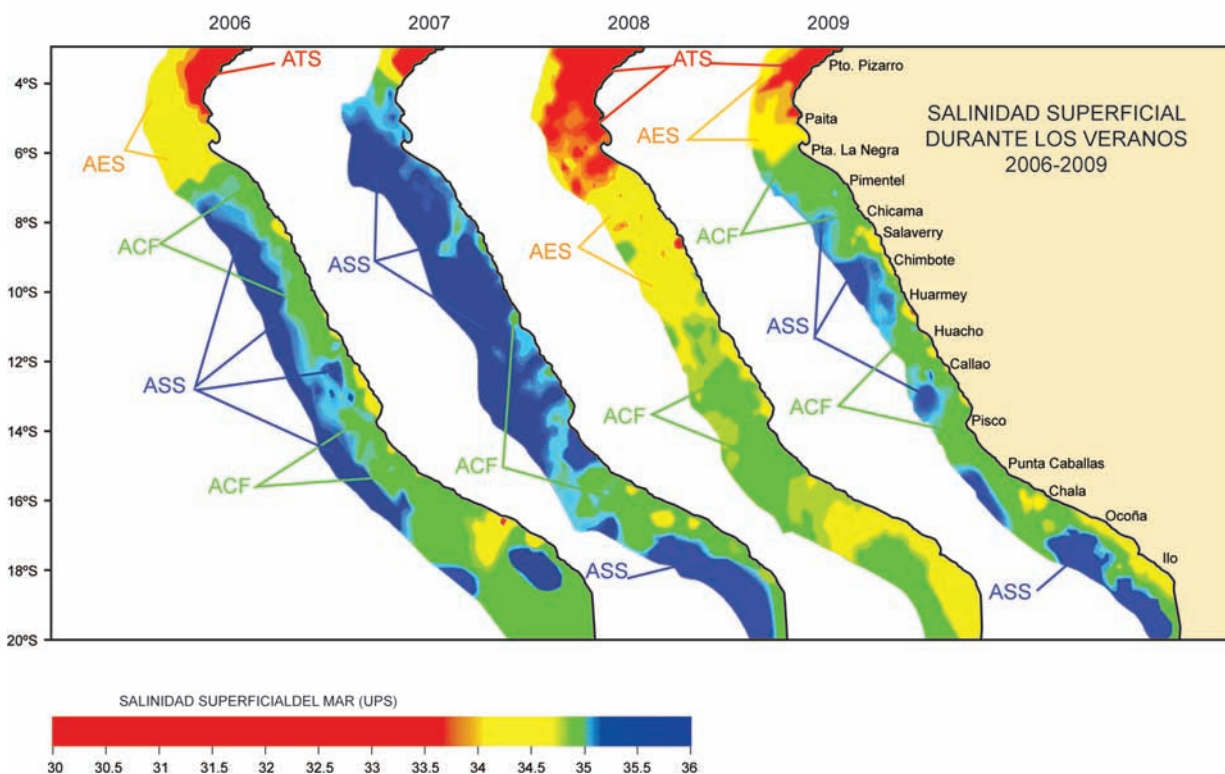 2006 2007 2008 2009
4ºS
6ºS
8ºS
10ºS
12ºS
14ºS
16ºS
18ºS
20ºS
ATS
AES
ACF
ASS
ACF
ASS
ACF
ASS
ATS
AES
AES
ACF
ACF
ASS
ACF
ASS
Pto. Pizarro
Paita
Pta. La Negra
Pimentel
Chicama
Salaverry
Chimbote
Huarmey
Huacho
Callao
Pisco
Punta Caballas
Chala
Ocoña
Ilo
SALINIDAD SUPERFICIAL
DURANTE LOS VERANOS
2006-2009
SALINIDAD SUPERFICIALDEL MAR (UPS)
30 30.5 31 31.5 32 32.5 33 33.5 34 34.5 35 35.5 36